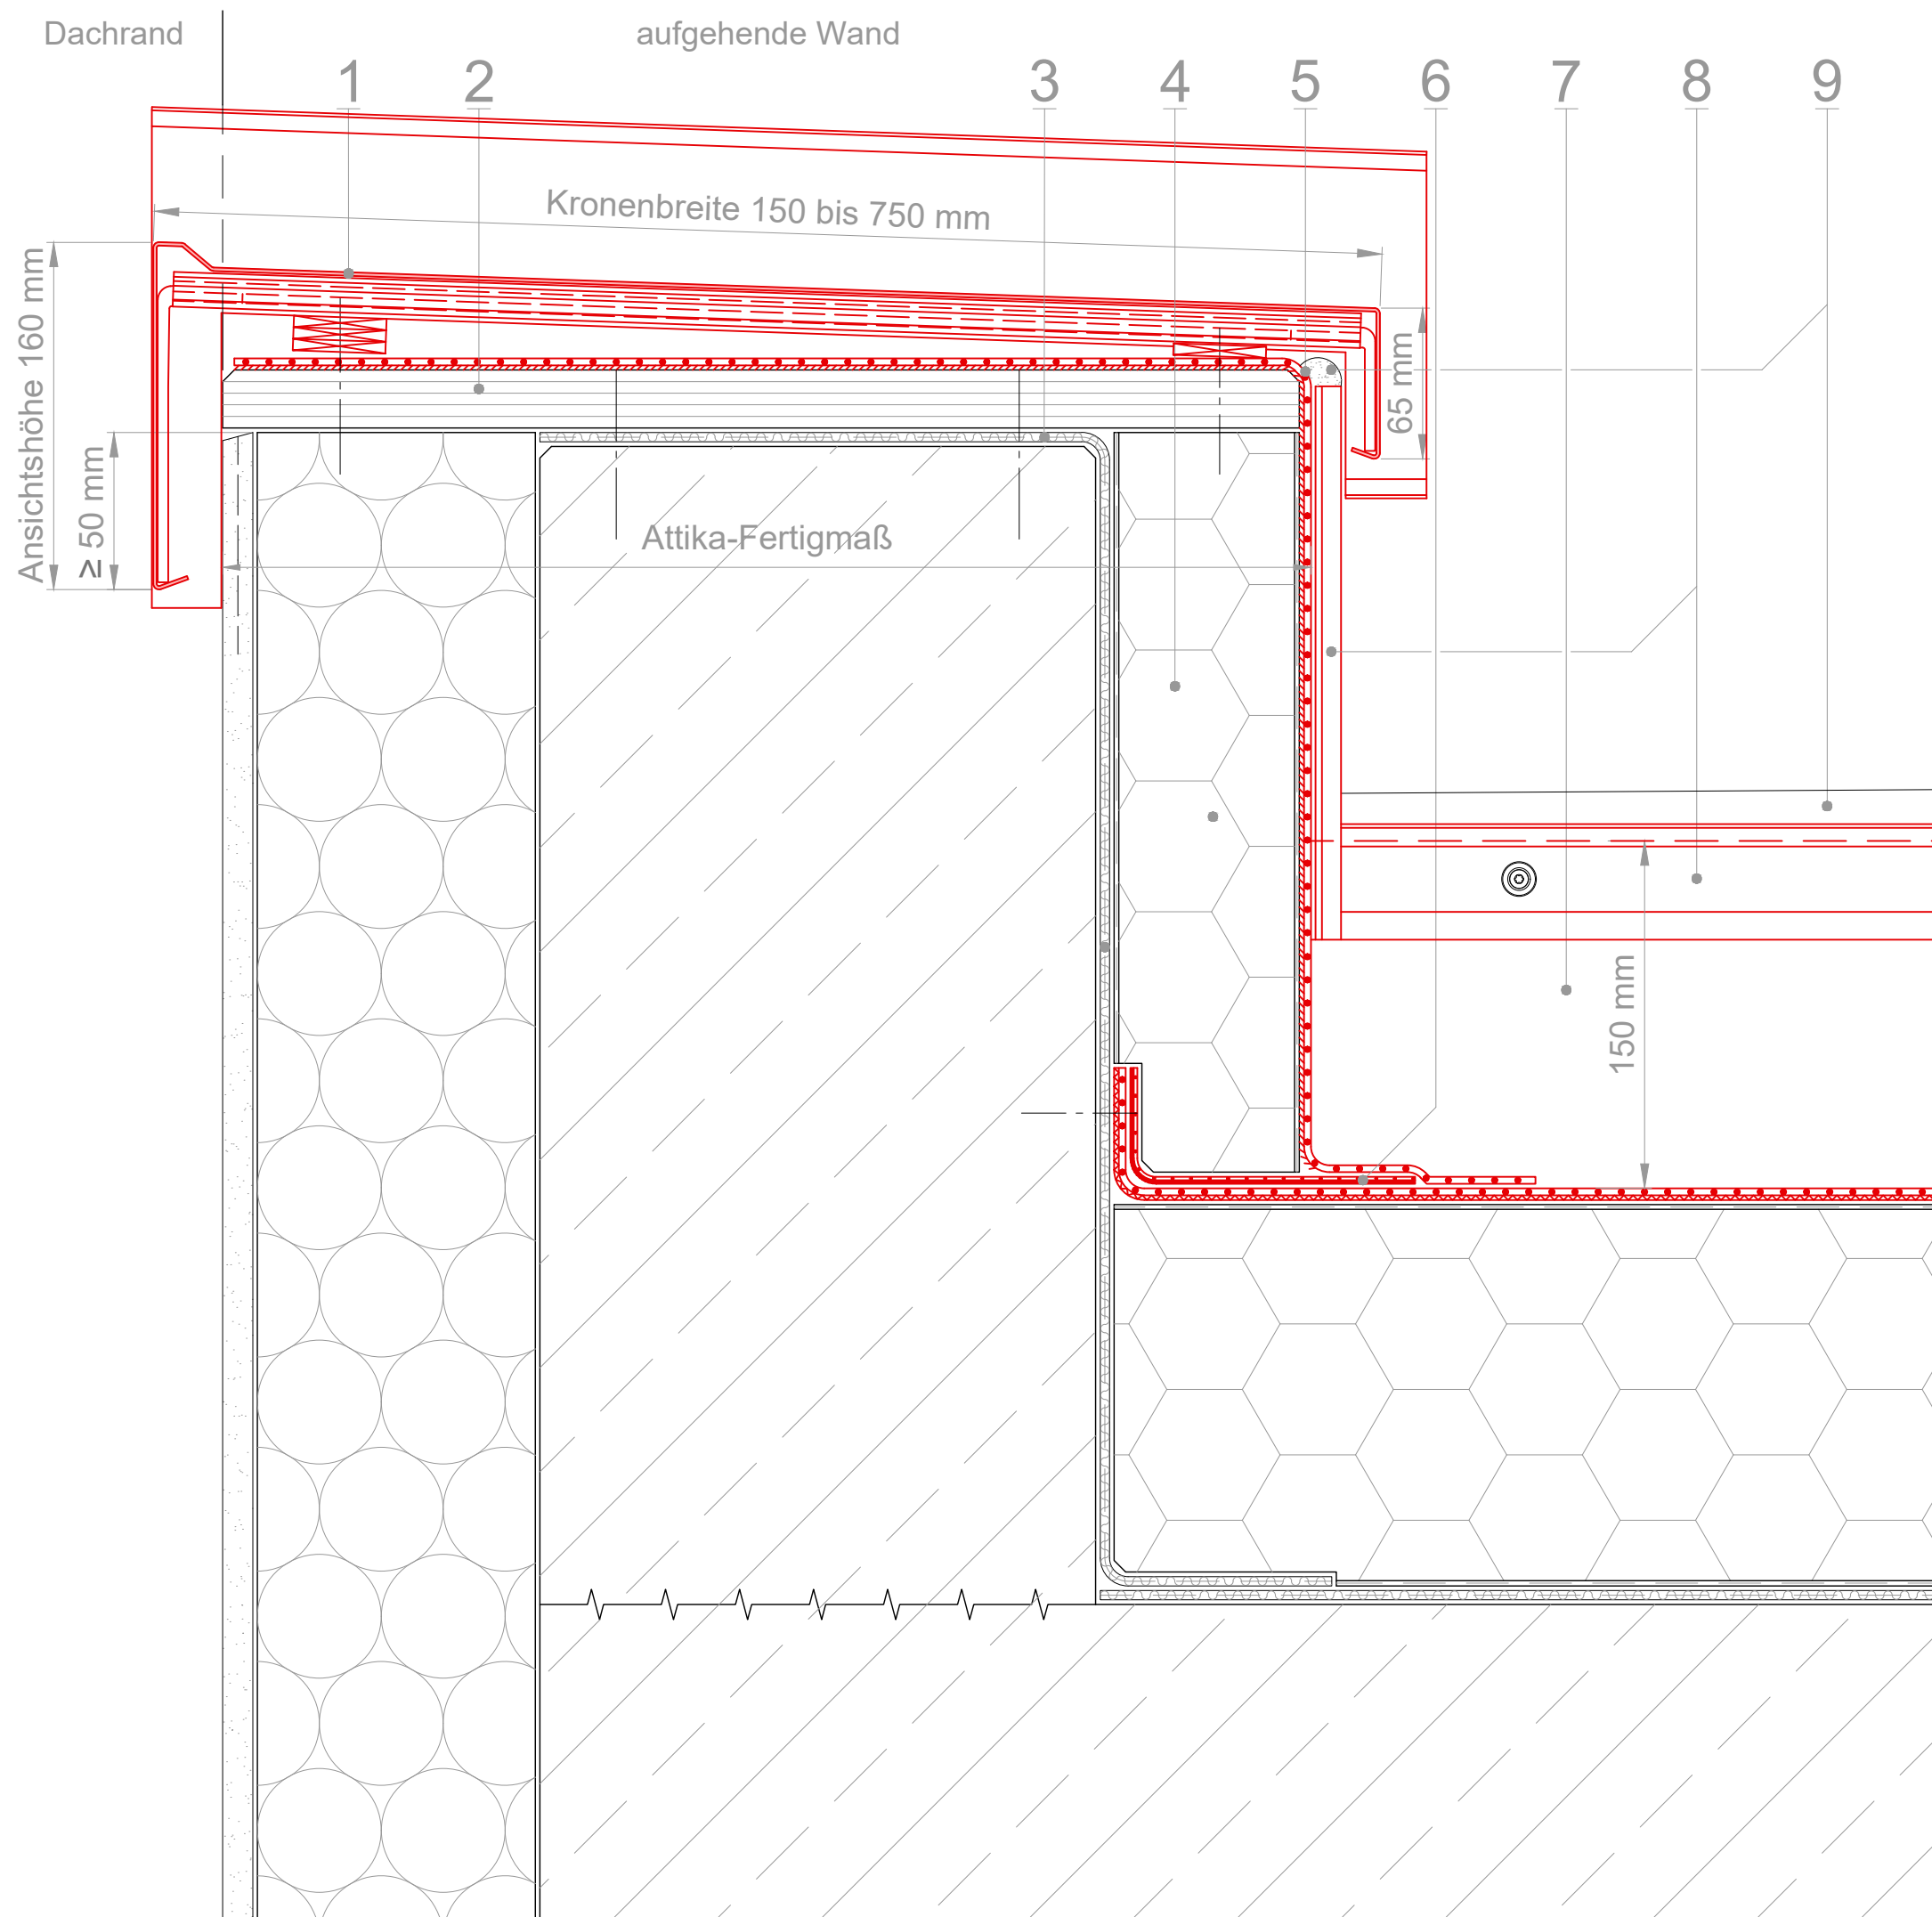 Dachrand
aufgehende Wand
1 2 3 4 5 6 7 8 9
Kronenbreite 150 bis 750 mm
Ansichtshöhe 160 mm
≥ 50 mm
65 mm
Attika-Fertigmaß
150 mm